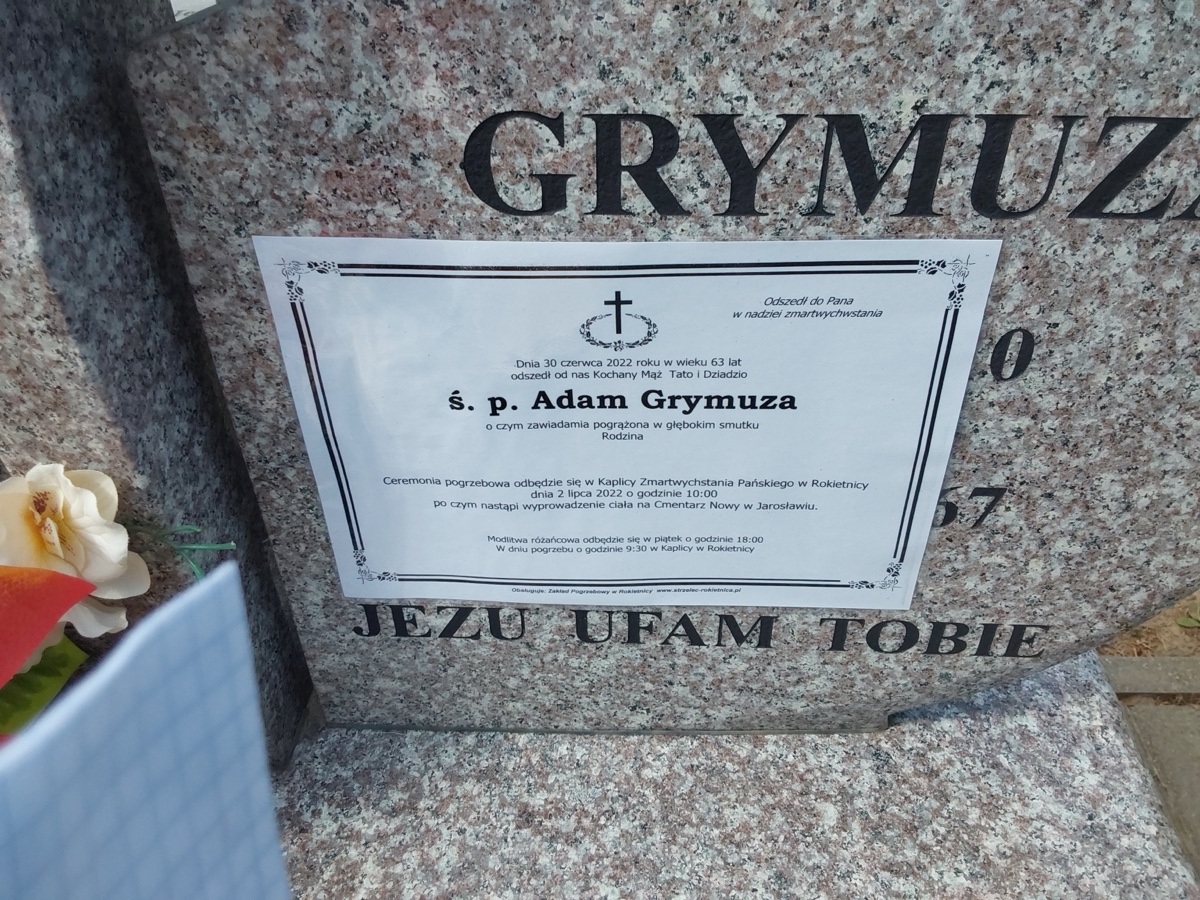 GRYMUZA
Odszedł do Pana
w nadziei zmartwychwstania
Dnia 30 czerwca 2022 roku w wieku 63 lat
odszedł od nas Kochany Mąż Tato i Dziadzio
ś. p. Adam Grymuza
o czym zawiadamia pogrążona w głębokim smutku
Rodzina
0
Ceremonia pogrzebowa odbędzie się w Kaplicy Zmartwychstania Pańskiego w Rokietnicy
dnia 2 lipca 2022 o godzinie 10:00
po czym nastąpi wyprowadzenie ciała na Cmentarz Nowy w Jarosławiu.
67
Modlitwa różańcowa odbędzie się w piątek o godzinie 18:00
W dniu pogrzebu o godzinie 9:30 w Kaplicy w Rokietnicy
Obsługuje: Zakład Pogrzebowy w Rokietnicy www.strzelec-rokietnica.pl
JEZU UFAM TOBIE